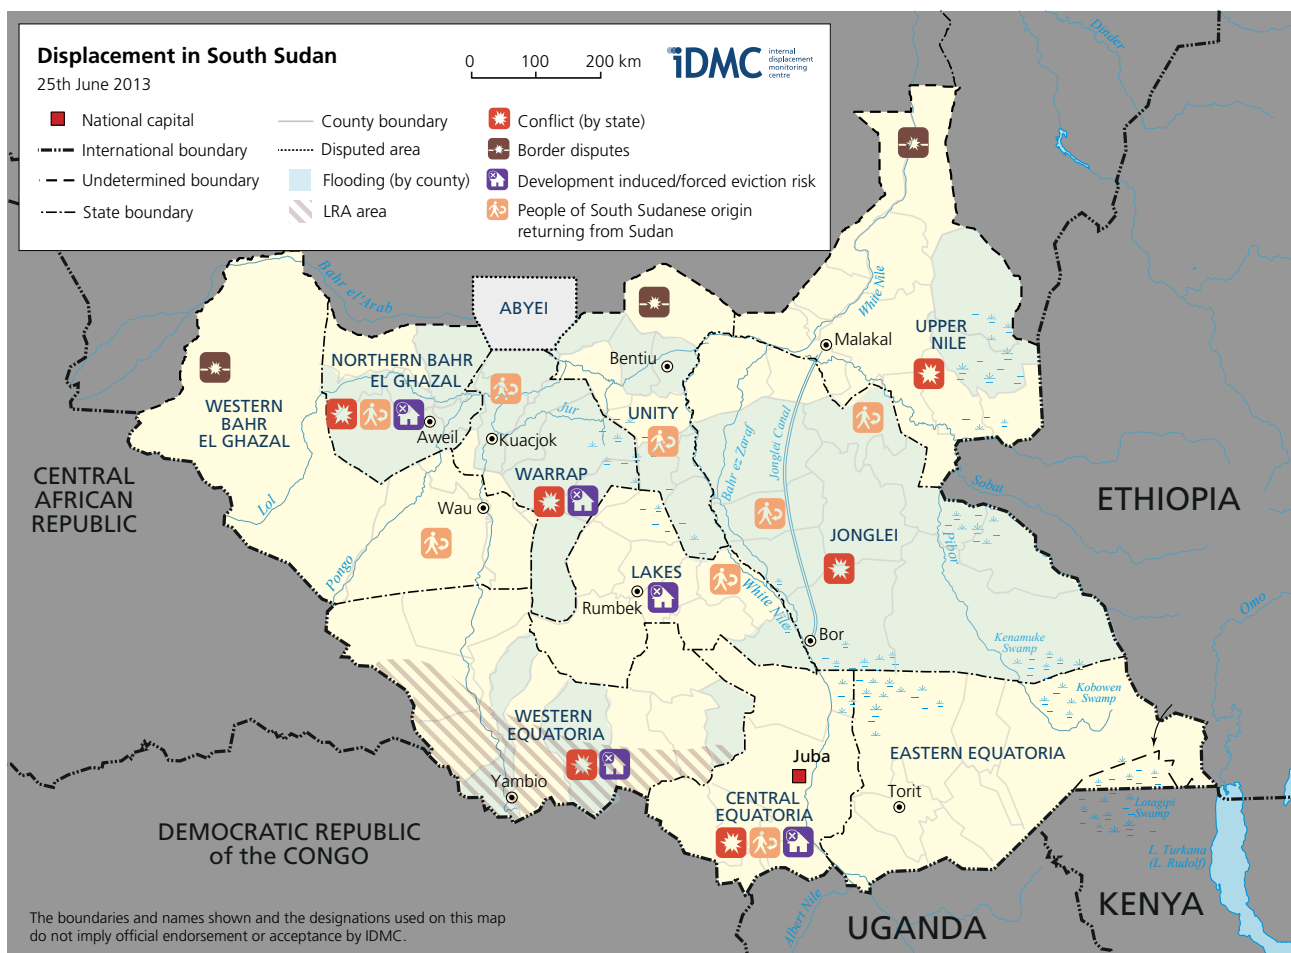 Displacement in South Sudan
25th June 2013
0 100 200 km
iDMC
internal
displacement
monitoring
centre
National capital
International boundary
Undetermined boundary
State boundary
County boundary
Disputed area
Flooding (by county)
LRA area
Conflict (by state)
Border disputes
Development induced/forced eviction risk
People of South Sudanese origin
returning from Sudan
Dinder
Bahr el'Arab
ABYEI
White Nile
Malakal
UPPER
NILE
NORTHERN BAHR
EL GHAZAL
Bentiu
WESTERN
BAHR
EL GHAZAL
Aweil
Kuacjok
Jur
UNITY
Bahr ez Zaraf
Jonglei Canal
WARRAP
CENTRAL
AFRICAN
REPUBLIC
Lol
Wau
Sobat
ETHIOPIA
Pongo
JONGLEI
Pibor
LAKES
Rumbek
White Nile
Bor
Omo
Kenamuke
Swamp
Kobowen
Swamp
WESTERN
EQUATORIA
Yambio
Juba
EASTERN EQUATORIA
Torit
CENTRAL
EQUATORIA
Lotagipi
Swamp
L. Turkana
(L. Rudolf)
DEMOCRATIC REPUBLIC
of the CONGO
Albert Nile
UGANDA
KENYA
The boundaries and names shown and the designations used on this map
do not imply official endorsement or acceptance by IDMC.